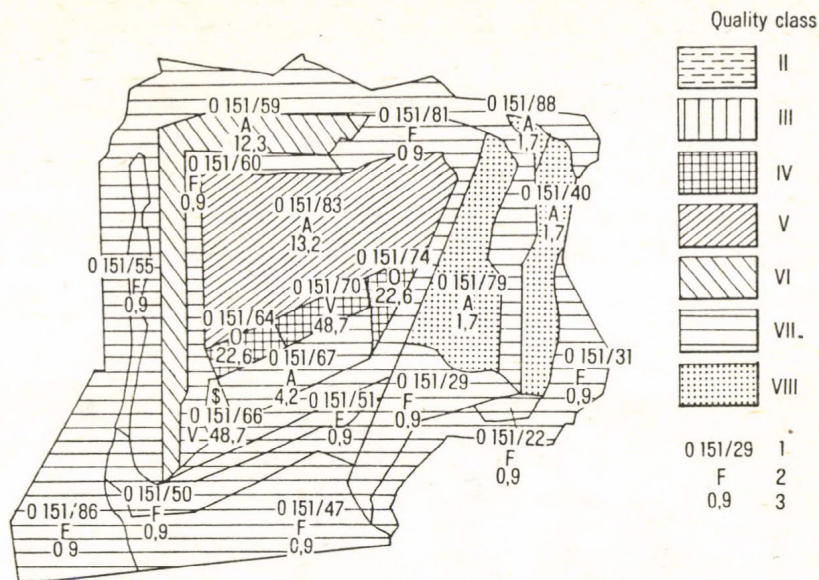 Quality class
II
III
IV
V
VI
VII
VIII
0 151/29 1
F 2
0,9 3
0 151/59
A
12,3
0 151/81
F
0 9
0 151/88
A
1,7
0 151/60
F
0,9
0 151/83
A
13,2
0 151/40
A
1,7
0 151/55
F
0,9
0 151/74
O
22,6
0 151/70
V
48,7
0 151/79
A
1,7
0 151/64
O
22,6
0 151/67
A
4,2
0 151/31
F
0,9
0 151/29
F
0,9
$
0 151/66
V 48,7
0 151/51
F
0,9
0 151/22
F
0,9
0 151/50
F
0,9
0 151/47
F
0,9
0 151/86
F
0 9